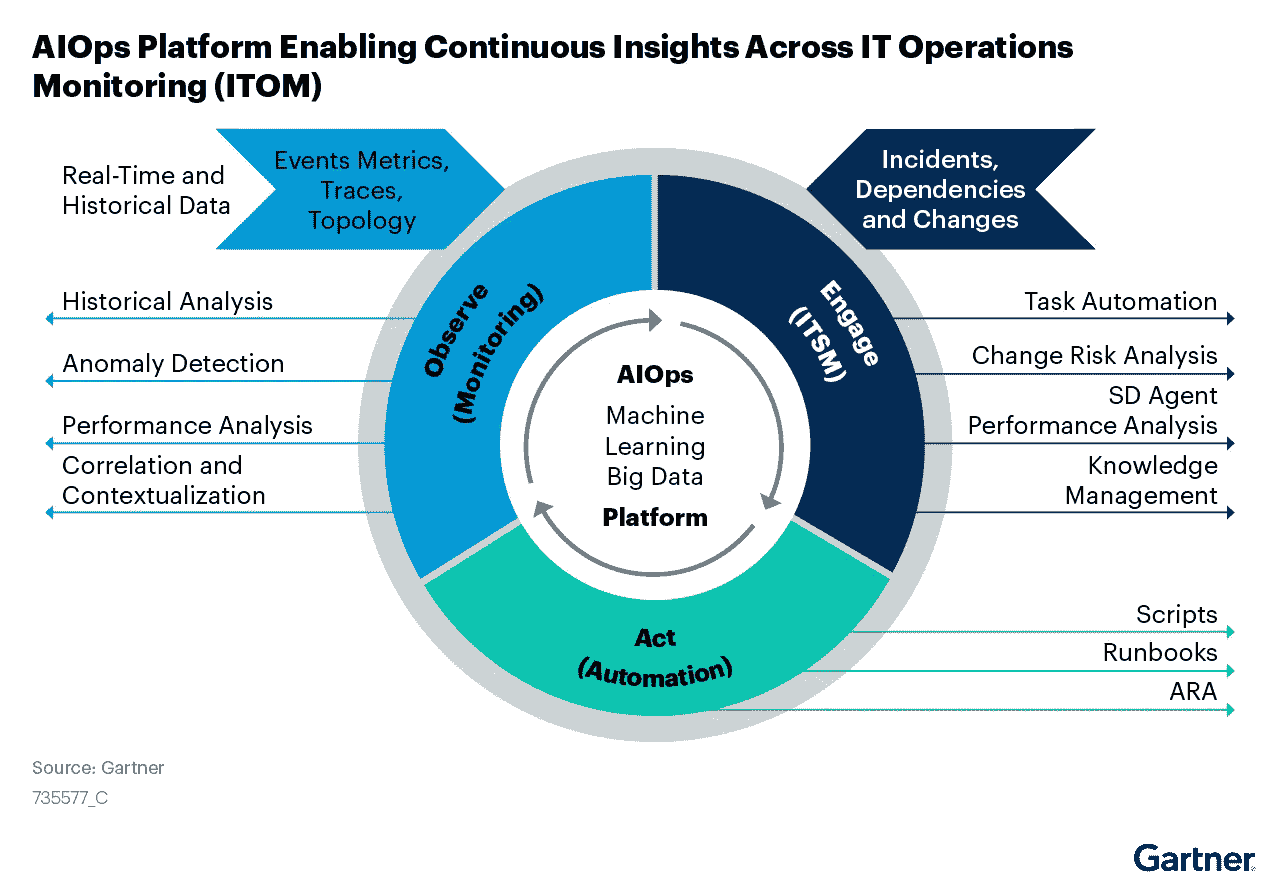 AIOps Platform Enabling Continuous Insights Across IT Operations
Monitoring (ITOM)
Real-Time and
Historical Data
Events Metrics,
Traces,
Topology
Incidents,
Dependencies
and Changes
Historical Analysis
Anomaly Detection
Performance Analysis
Correlation and
Contextualization
Observe
(Monitoring)
AIOps
Machine
Learning
Big Data
Platform
Engage
(ITSM)
Task Automation
Change Risk Analysis
SD Agent
Performance Analysis
Knowledge
Management
Act
(Automation)
Scripts
Runbooks
ARA
Source: Gartner
735577_C
Gartner